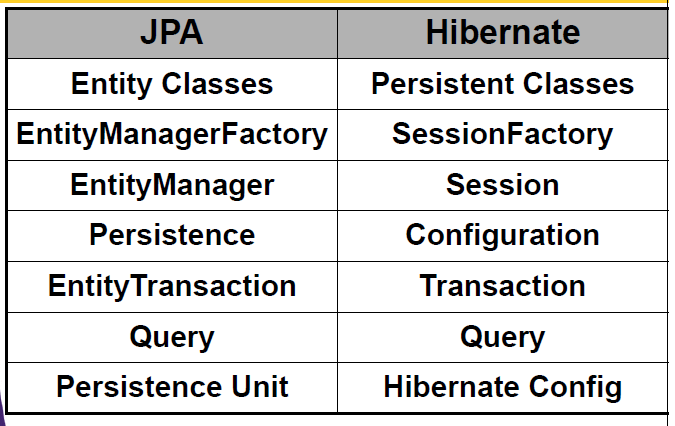 JPA Hibernate
Entity Classes Persistent Classes
EntityManagerFactory SessionFactory
EntityManager Session
Persistence Configuration
EntityTransaction Transaction
Query Query
Persistence Unit Hibernate Config